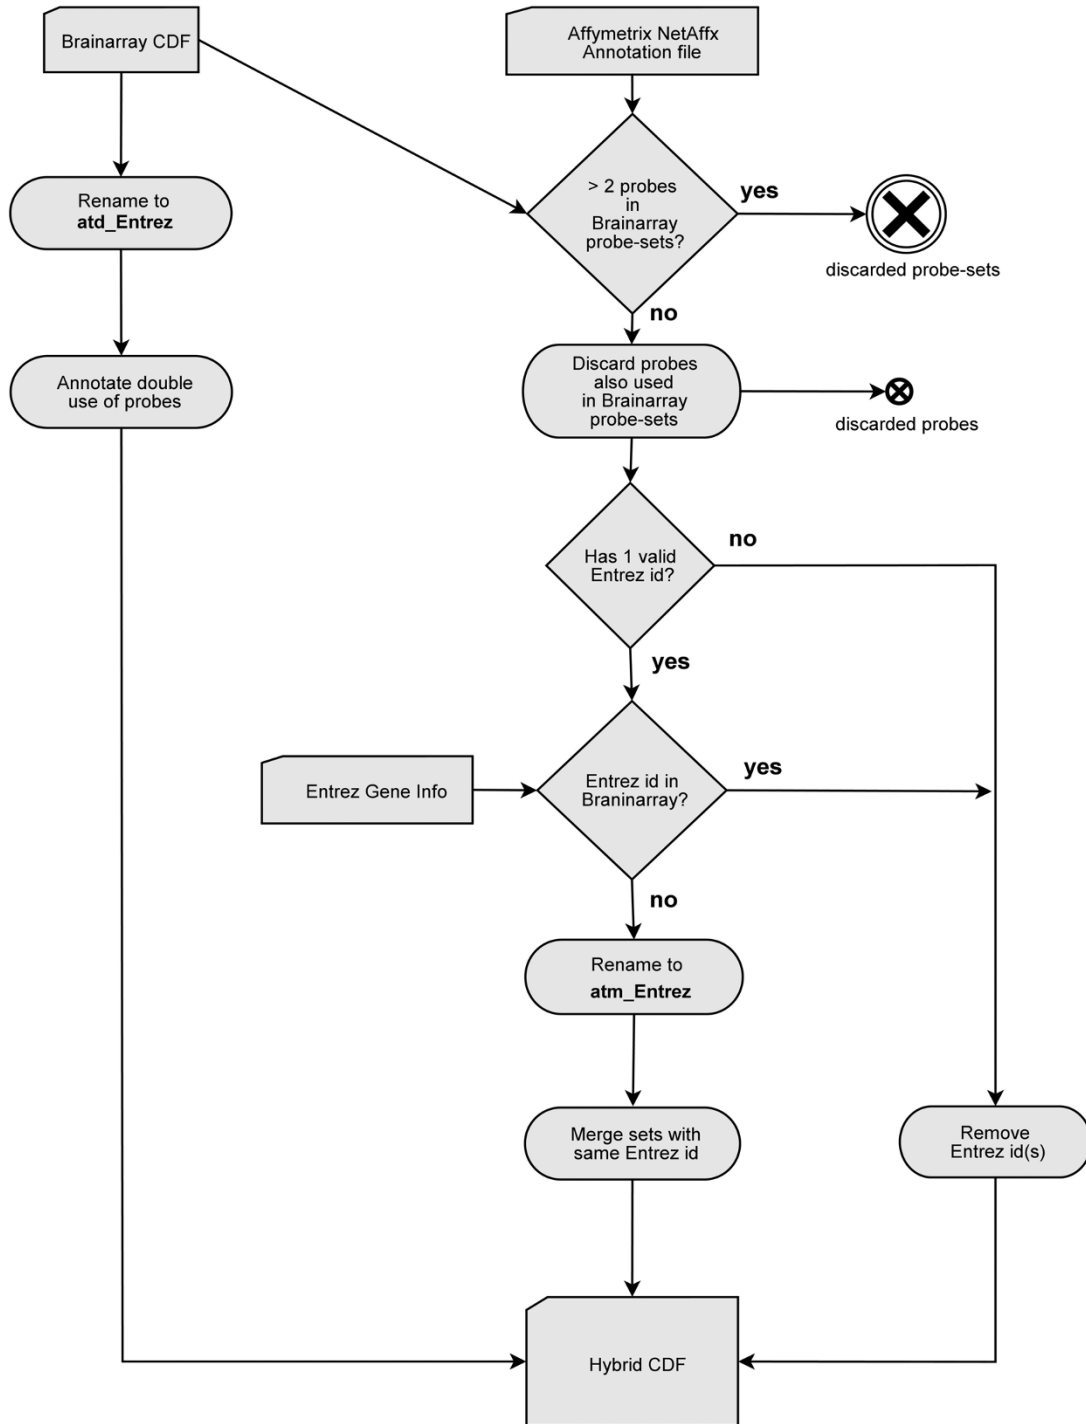 Brainarray CDF
Affymetrix NetAffx
Annotation file
Rename to
atd_Entrez
> 2 probes
in
Brainarray
probe-sets?
yes
discarded probe-sets
no
Annotate double
use of probes
Discard probes
also used
in Brainarray
probe-sets
discarded probes
Has 1 valid
Entrez id?
no
yes
Entrez Gene Info
Entrez id in
Braninarray?
yes
no
Rename to
atm_Entrez
Merge sets with
same Entrez id
Remove
Entrez id(s)
Hybrid CDF